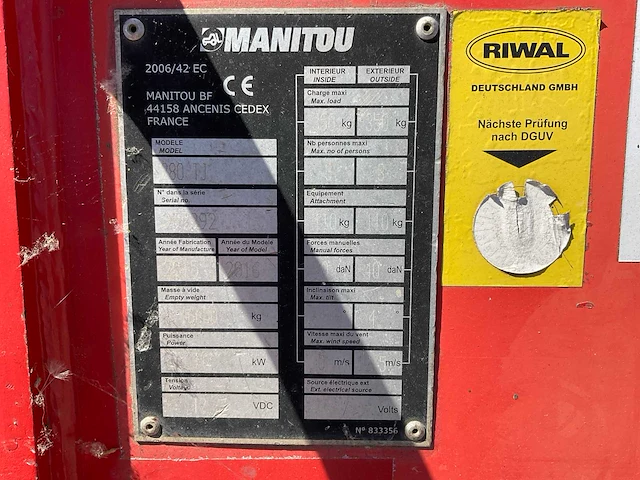 MANITOU
2006/42 EC
CE
MANITOU BF
44158 ANCENIS CEDEX
FRANCE
MODELE
MODEL
N° dans la série
Serial no.
Année Fabrication
Year of Manufacture
Année du Modele
Year of Model
Masse à vide
Empty weight
kg
Puissance
Power
kW
Tension
Voltage
VDC
INTERIEUR
INSIDE
EXTERIEUR
OUTSIDE
Charge maxi
Max. load
kg
kg
Nb personnes maxi
Max. no of persons
Equipement
Attachment
kg
kg
Forces manuelles
Manual forces
daN
daN
Inclinaison maxi
Max. tilt
°
°
Vitesse maxi du vent
Max. wind speed
m/s
m/s
Source électrique ext
Ext. electrical source
Volts
N° 833356
RIWAL
DEUTSCHLAND GMBH
Nächste Prüfung
nach DGUV